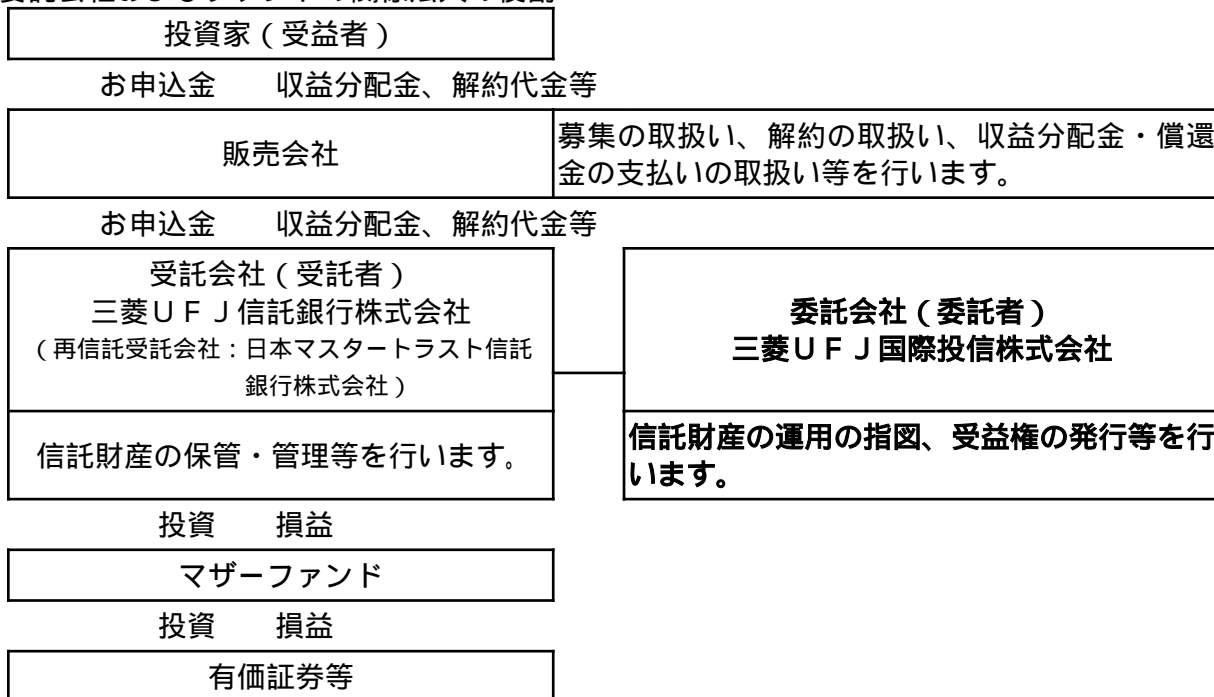 投資家（受益者）
お申込金　　収益分配金、解約代金等
販売会社
募集の取扱い、解約の取扱い、収益分配金・償還
金の支払いの取扱い等を行います。
お申込金　　収益分配金、解約代金等
受託会社（受託者）
三菱ＵＦＪ信託銀行株式会社
（再信託受託会社：日本マスタートラスト信託
銀行株式会社）
委託会社（委託者）
三菱ＵＦＪ国際投信株式会社
信託財産の保管・管理等を行います。
信託財産の運用の指図、受益権の発行等を行
います。
投資　　損益
マザーファンド
投資　　損益
有価証券等